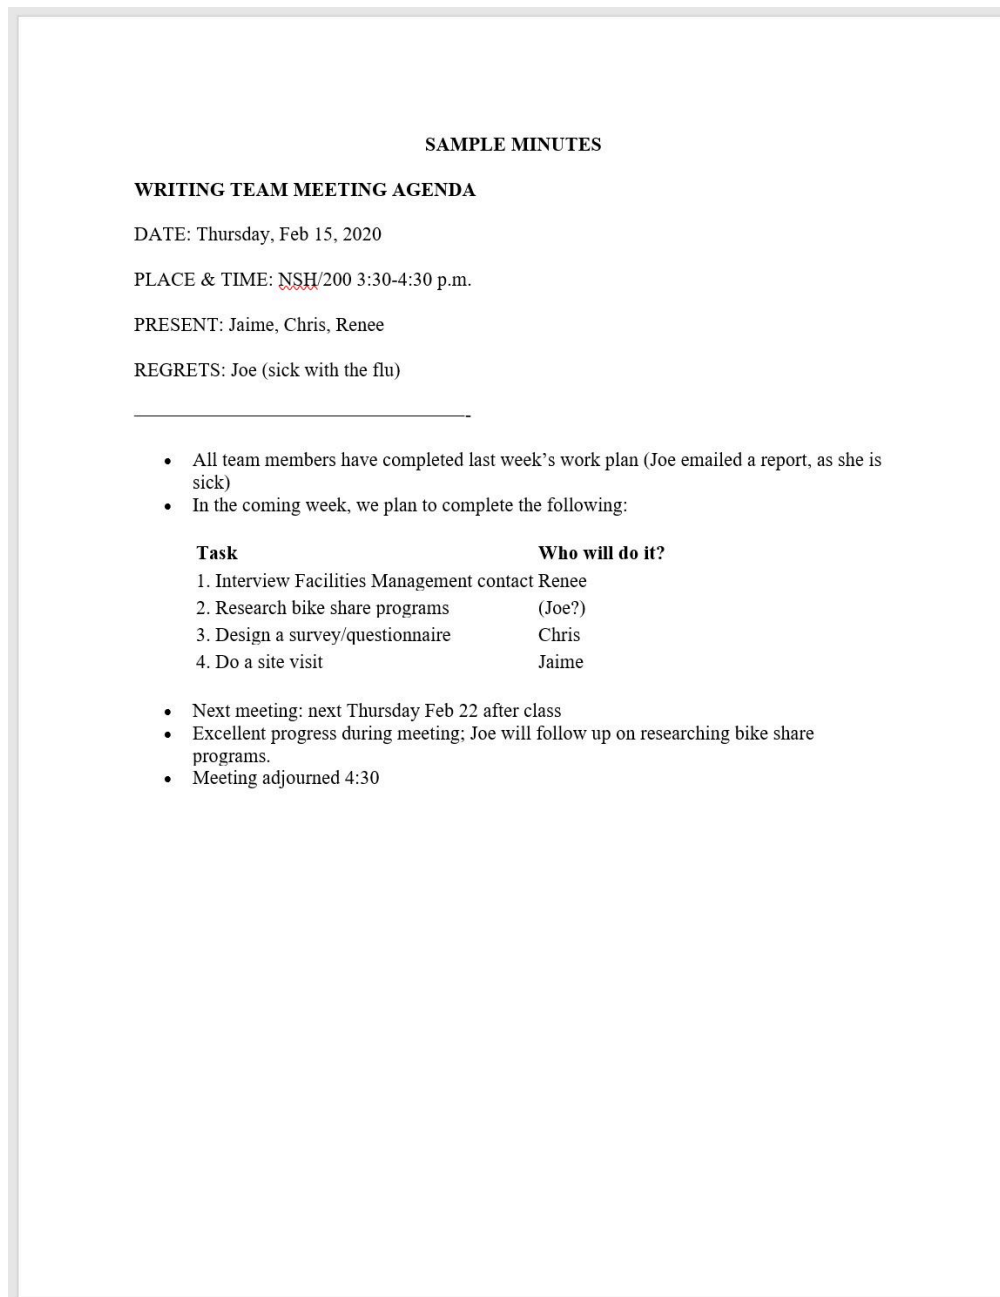 SAMPLE MINUTES
WRITING TEAM MEETING AGENDA
DATE: Thursday, Feb 15, 2020
PLACE & TIME: NSH/200 3:30-4:30 p.m.
PRESENT: Jaime, Chris, Renee
REGRETS: Joe (sick with the flu)
———————————————————-
• All team members have completed last week’s work plan (Joe emailed a report, as she is
sick)
• In the coming week, we plan to complete the following:
Task Who will do it?
1. Interview Facilities Management contact Renee
2. Research bike share programs (Joe?)
3. Design a survey/questionnaire Chris
4. Do a site visit Jaime
• Next meeting: next Thursday Feb 22 after class
• Excellent progress during meeting; Joe will follow up on researching bike share
programs.
• Meeting adjourned 4:30